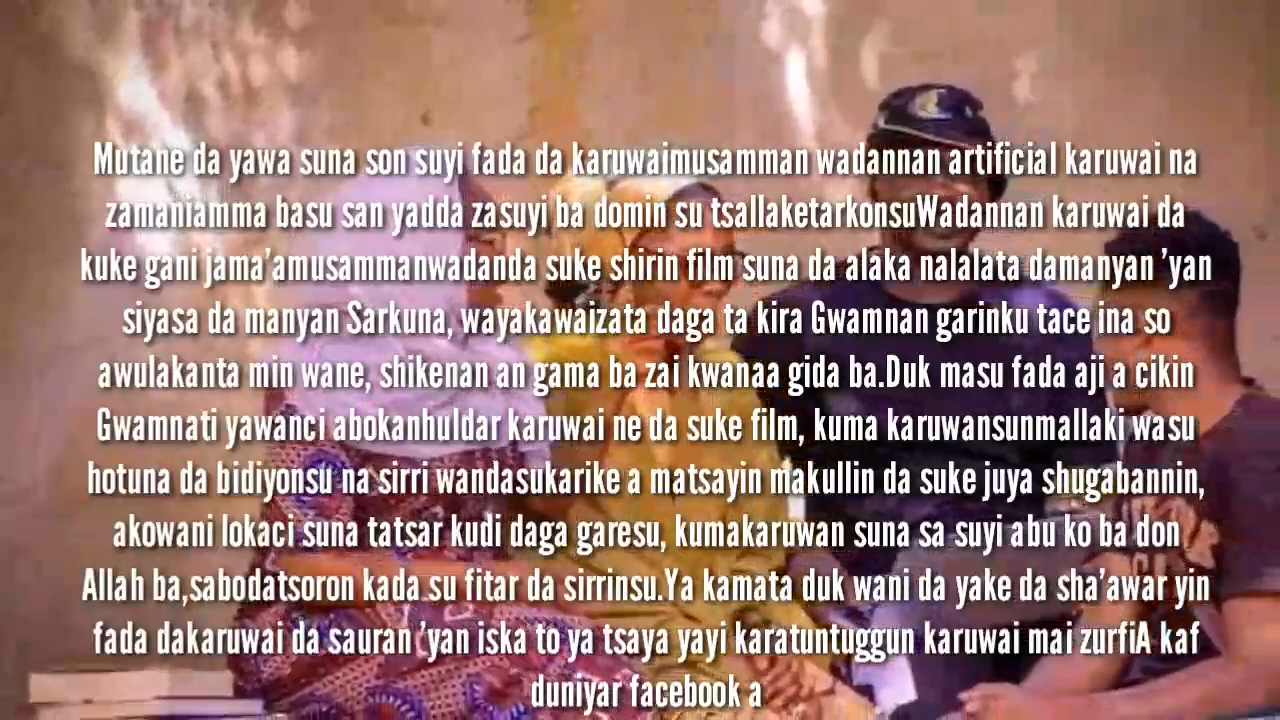 Mutane da yawa suna son suyi fada da karuwaimusamman wadannan artificial karuwai na
zamaniamma basu san yadda zasuyi ba domin su tsallaketarkonsuWadannan karuwai da
kuke gani jama'amusammanwadanda suke shirin film suna da alaka nalalata damanyan 'yan
siyasa da manyan Sarkuna, wayakawaizata daga ta kira Gwamnan garinku tace ina so
awulakanta min wane, shikenan an gama ba zai kwanaa gida ba.Duk masu fada aji a cikin
Gwamnati yawanci abokanhuldar karuwai ne da suke film, kuma karuwansunmallaki wasu
hotuna da bidiyonsu na sirri wandasukarike a matsayin makullin da suke juya shugabannin,
akowani lokaci suna tatsar kudi daga garesu, kumakaruwan suna sa suyi abu ko ba don
Allah ba,sabodatsoron kada su fitar da sirrinsu.Ya kamata duk wani da yake da sha'awar yin
fada dakaruwai da sauran 'yan iska to ya tsaya yayi karatuntuggun karuwai mai zurfiA kaf
duniyar facebook a